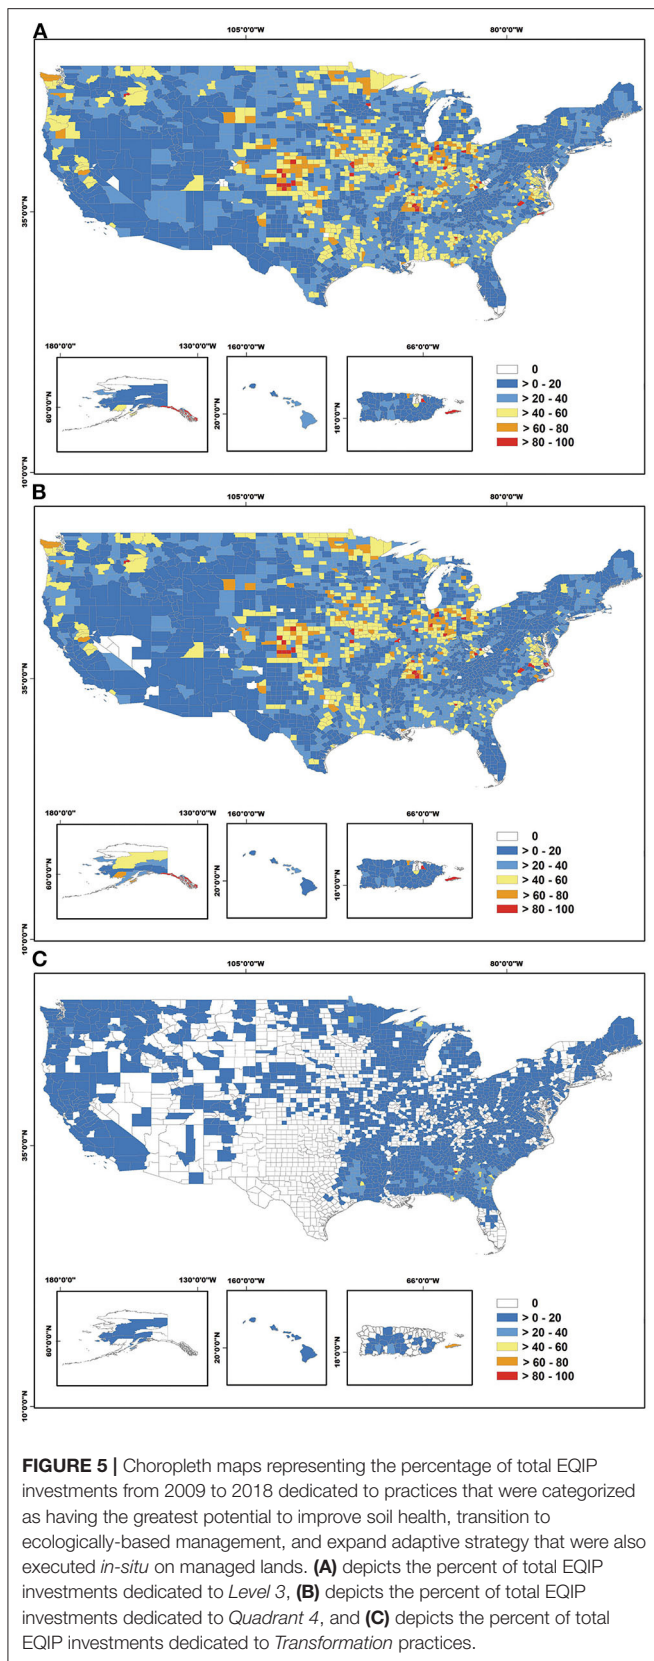 A
105°0'0"W 80°0'0"W
35°0'0"N
180°0'0" 130°0'0"W 160°0'0"W 66°0'0"W
60°0'0"N
20°0'0"N
18°0'0"N
0
> 0 - 20
> 20 - 40
> 40 - 60
> 60 - 80
> 80 - 100
10°0'0"N
B
105°0'0"W 80°0'0"W
35°0'0"N
180°0'0" 130°0'0"W 160°0'0"W 66°0'0"W
60°0'0"N
20°0'0"N
18°0'0"N
0
> 0 - 20
> 20 - 40
> 40 - 60
> 60 - 80
> 80 - 100
10°0'0"N
C
105°0'0"W 80°0'0"W
35°0'0"N
180°0'0" 130°0'0"W 160°0'0"W 66°0'0"W
60°0'0"N
20°0'0"N
18°0'0"N
0
> 0 - 20
> 20 - 40
> 40 - 60
> 60 - 80
> 80 - 100
10°0'0"N
FIGURE 5 | Choropleth maps representing the percentage of total EQIP
investments from 2009 to 2018 dedicated to practices that were categorized
as having the greatest potential to improve soil health, transition to
ecologically-based management, and expand adaptive strategy that were also
executed in-situ on managed lands. (A) depicts the percent of total EQIP
investments dedicated to Level 3, (B) depicts the percent of total EQIP
investments dedicated to Quadrant 4, and (C) depicts the percent of total
EQIP investments dedicated to Transformation practices.